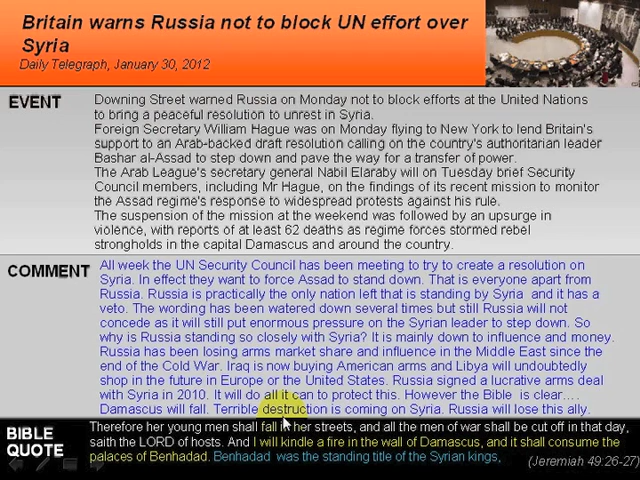 Britain warns Russia not to block UN effort over
Syria
Daily Telegraph, January 30, 2012
EVENT
Downing Street warned Russia on Monday not to block efforts at the United Nations
to bring a peaceful resolution to unrest in Syria.
Foreign Secretary William Hague was on Monday flying to New York to lend Britain's
support to an Arab-backed draft resolution calling on the country's authoritarian leader
Bashar al-Assad to step down and pave the way for a transfer of power.
The Arab League's secretary general Nabil Elaraby will on Tuesday brief Security
Council members, including Mr Hague, on the findings of its recent mission to monitor
the Assad regime's response to widespread protests against his rule.
The suspension of the mission at the weekend was followed by an upsurge in
violence, with reports of at least 62 deaths as regime forces stormed rebel
strongholds in the capital Damascus and around the country.
COMMENT
All week the UN Security Council has been meeting to try to create a resolution on
Syria. In effect they want to force Assad to stand down. That is everyone apart from
Russia. Russia is practically the only nation left that is standing by Syria and it has a
veto. The wording has been watered down several times but still Russia will not
concede as it will still put enormous pressure on the Syrian leader to step down. So
why is Russia standing so closely with Syria? It is mainly down to influence and money.
Russia has been losing arms market share and influence in the Middle East since the
end of the Cold War. Iraq is now buying American arms and Libya will undoubtedly
shop in the future in Europe or the United States. Russia signed a lucrative arms deal
with Syria in 2010. It will do all it can to protect this. However the Bible is clear....
Damascus will fall. Terrible destruction is coming on Syria. Russia will lose this ally.
BIBLE
QUOTE
Therefore her young men shall fall in her streets, and all the men of war shall be cut off in that day,
saith the LORD of hosts. And I will kindle a fire in the wall of Damascus, and it shall consume the
palaces of Benhadad. Benhadad was the standing title of the Syrian kings,
(Jeremiah 49:26-27)